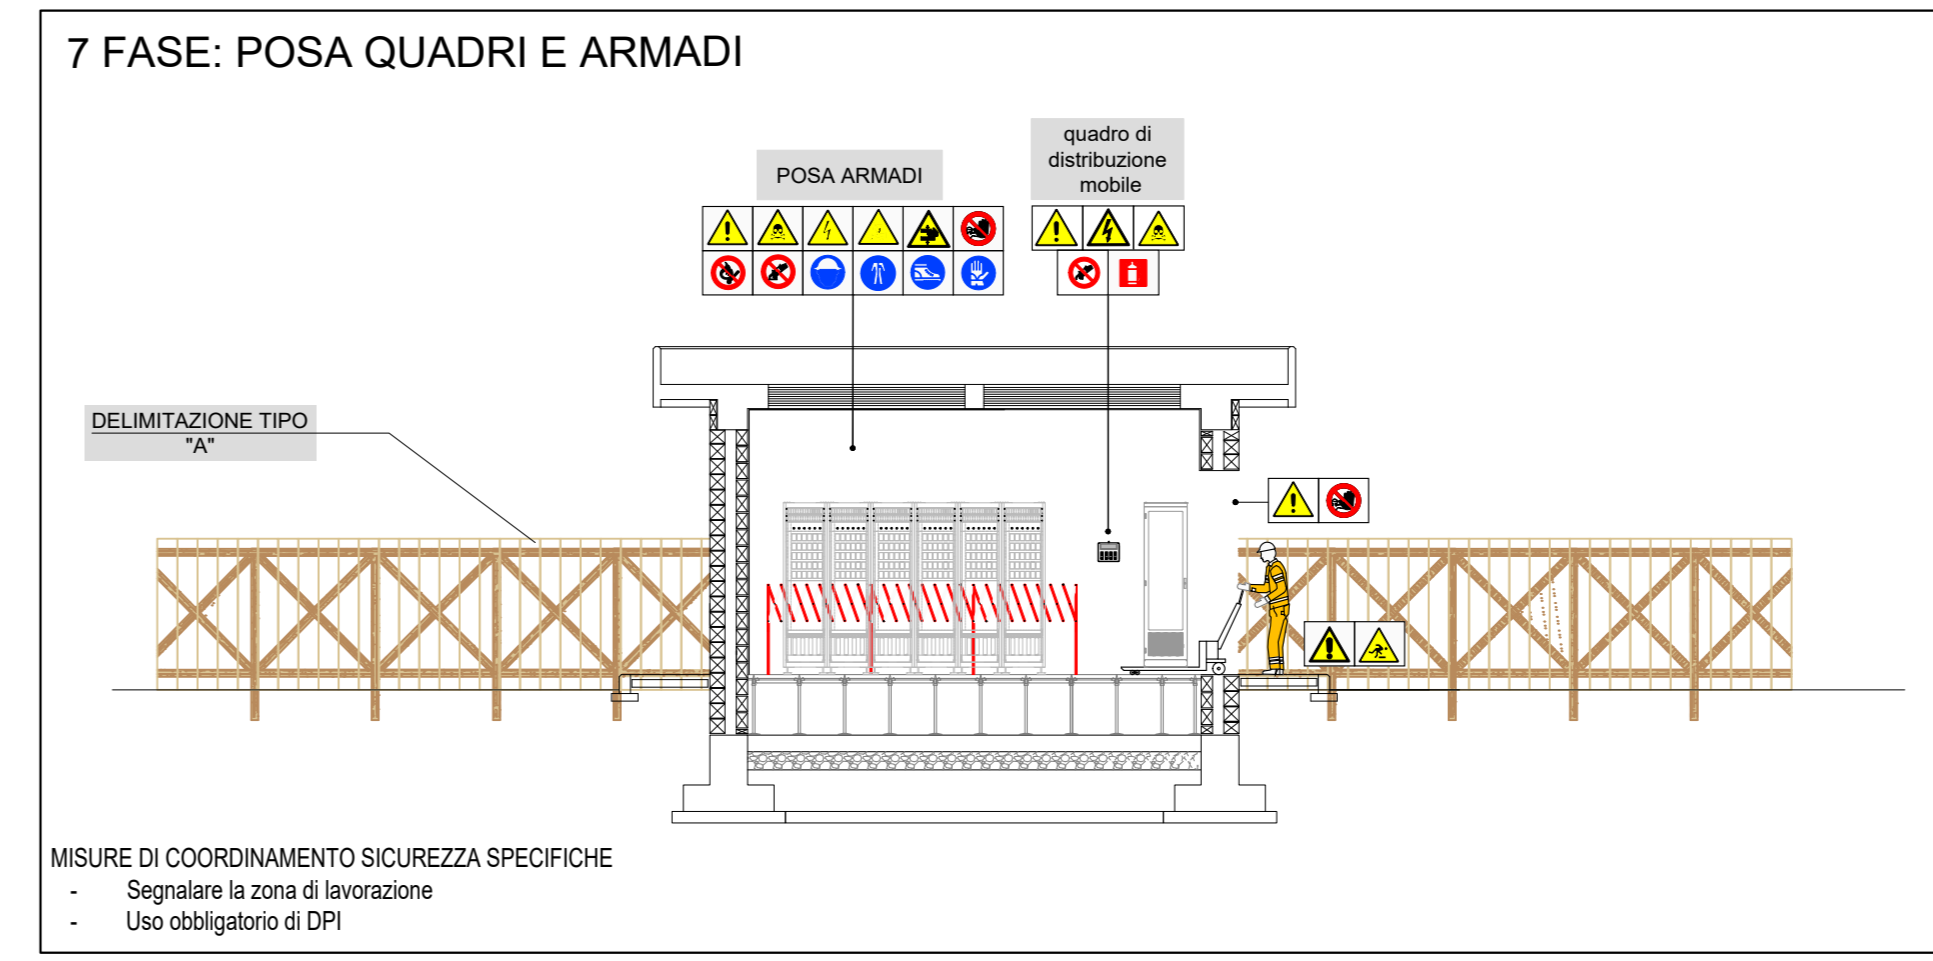 7 FASE: POSA QUADRI E ARMADI
POSA ARMADI
quadro di
distribuzione
mobile
DELIMITAZIONE TIPO
"A"
MISURE DI COORDINAMENTO SICUREZZA SPECIFICHE
- Segnalare la zona di lavorazione
- Uso obbligatorio di DPI